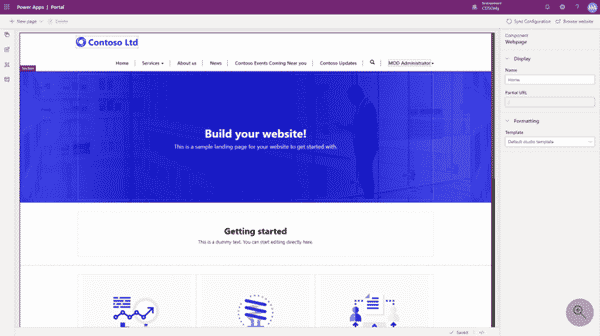 Power Apps | Portal
Environment
New page
Delete
Sync Configuration
Browse website
Contoso Ltd
Home
Services
About us
News
Contoso Events Coming Near you
Contoso Updates
MOD Administrator
Section
Build your website!
This is a sample landing page for your website to get started with.
Getting started
This is a dummy text. You can start editing directly here.
Component
Webpage
Display
Name
Home
Partial URL
/
Formatting
Template
Default studio template
Saved